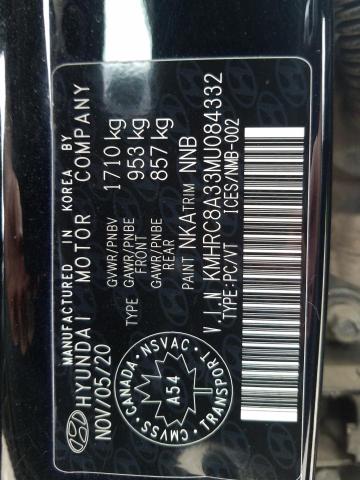 MANUFACTURED IN KOREA BY
HYUNDAI MOTOR COMPANY
NOV/05/20
GVWR/PNBV 1710 kg
TYPE GAWR/PNBE FRONT 953 kg
GAWR/PNBE REAR 857 kg
PAINT NKA TRIM NNB
V.I.N KMHRC8A33MU084332
TYPE:PC/VT ICES/NMB-002
CANADA · NSVAC
A34
CMVSS TRANSPORT